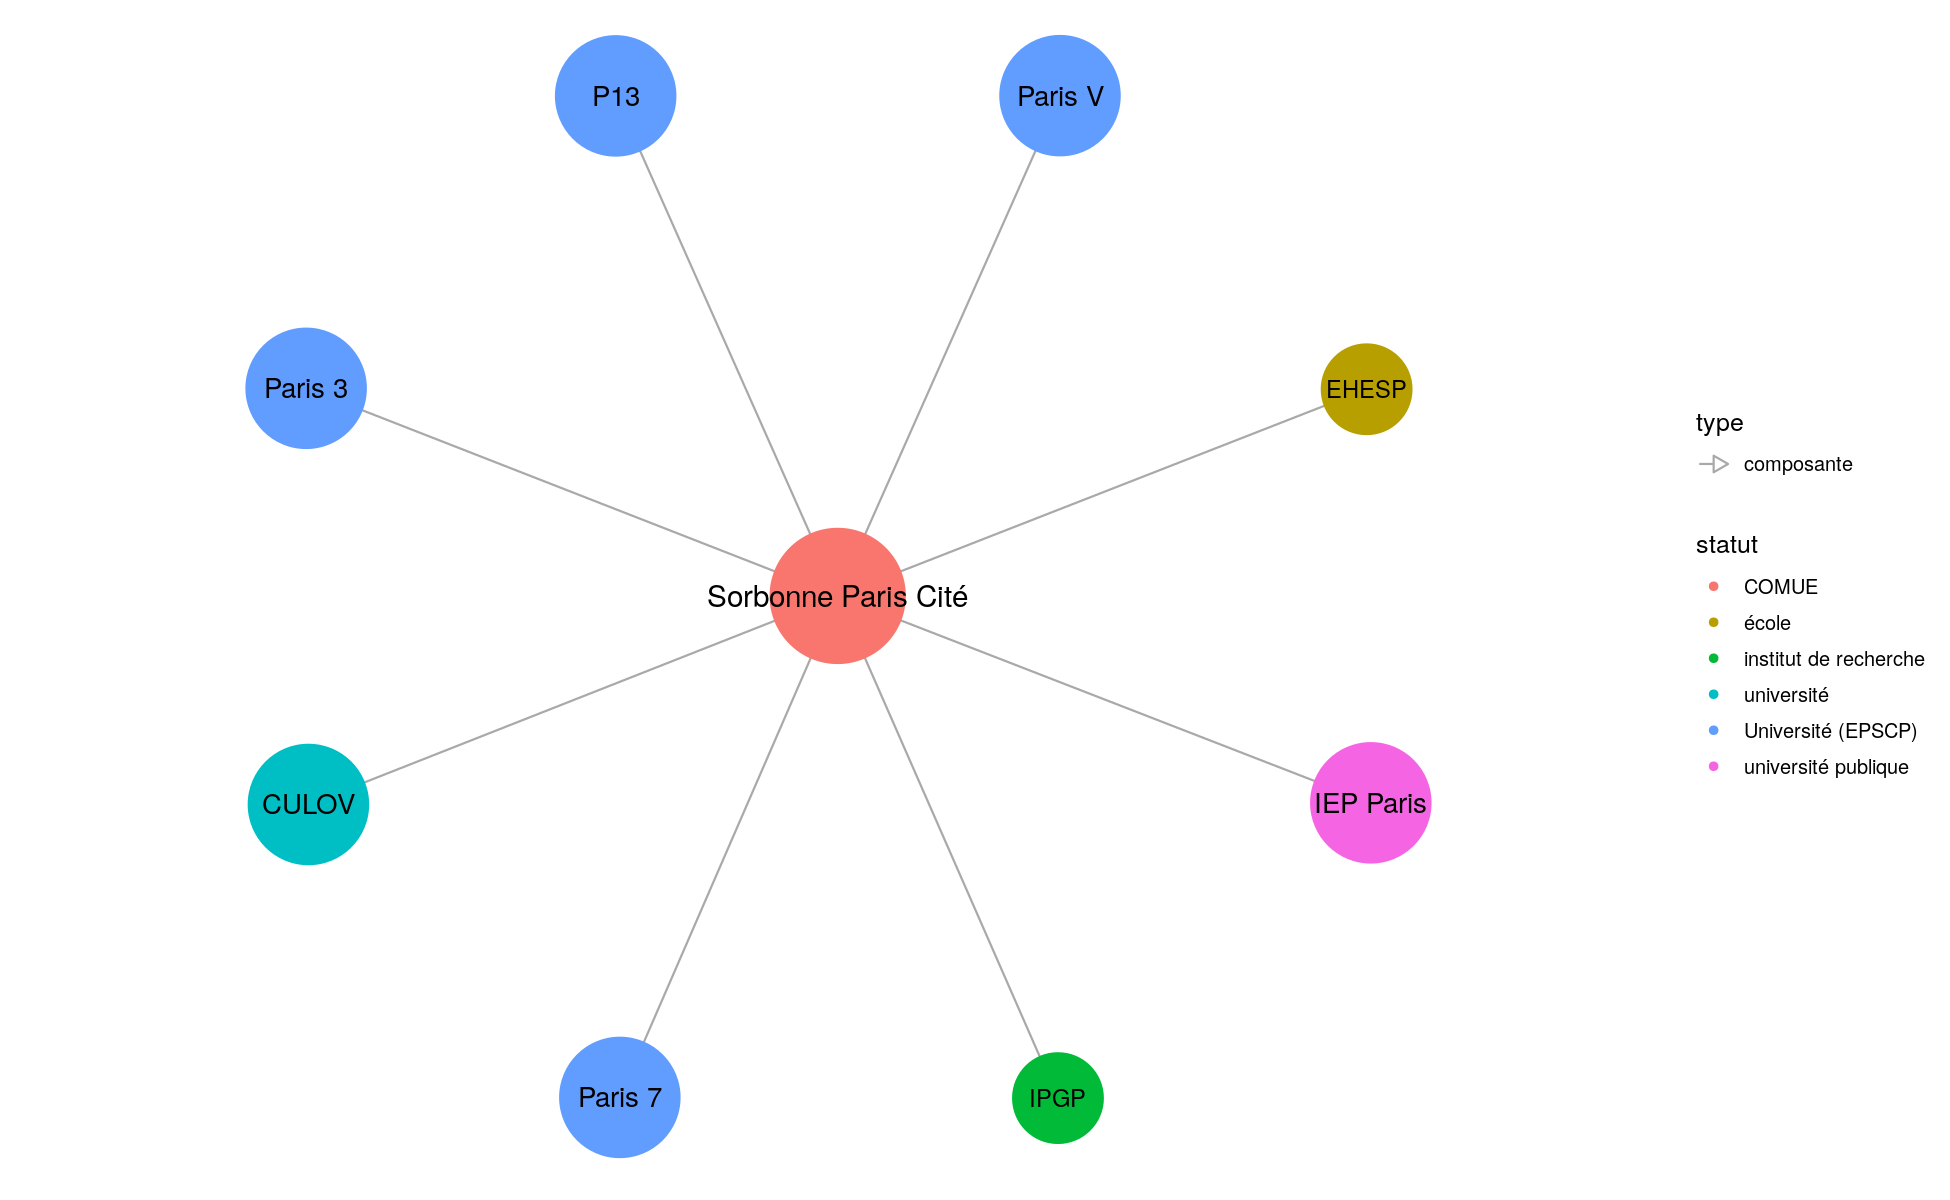 P13
Paris V
Paris 3
EHESP
Sorbonne Paris Cité
CULOV
IEP Paris
Paris 7
IPGP
type
composante
statut
COMUE
école
institut de recherche
université
Université (EPSCP)
université publique